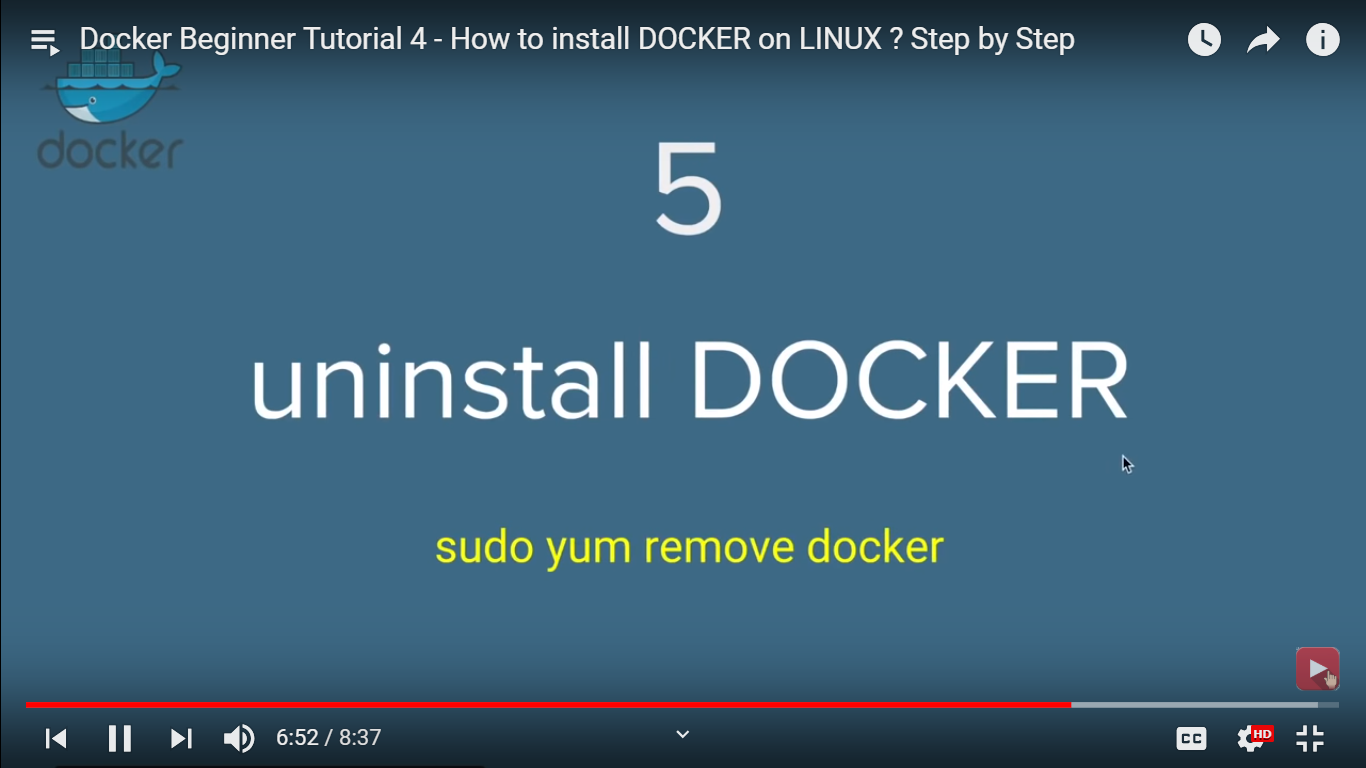 Docker Beginner Tutorial 4 - How to install DOCKER on LINUX ? Step by Step
docker
5
uninstall DOCKER
sudo yum remove docker
6:52 / 8:37
CC
HD